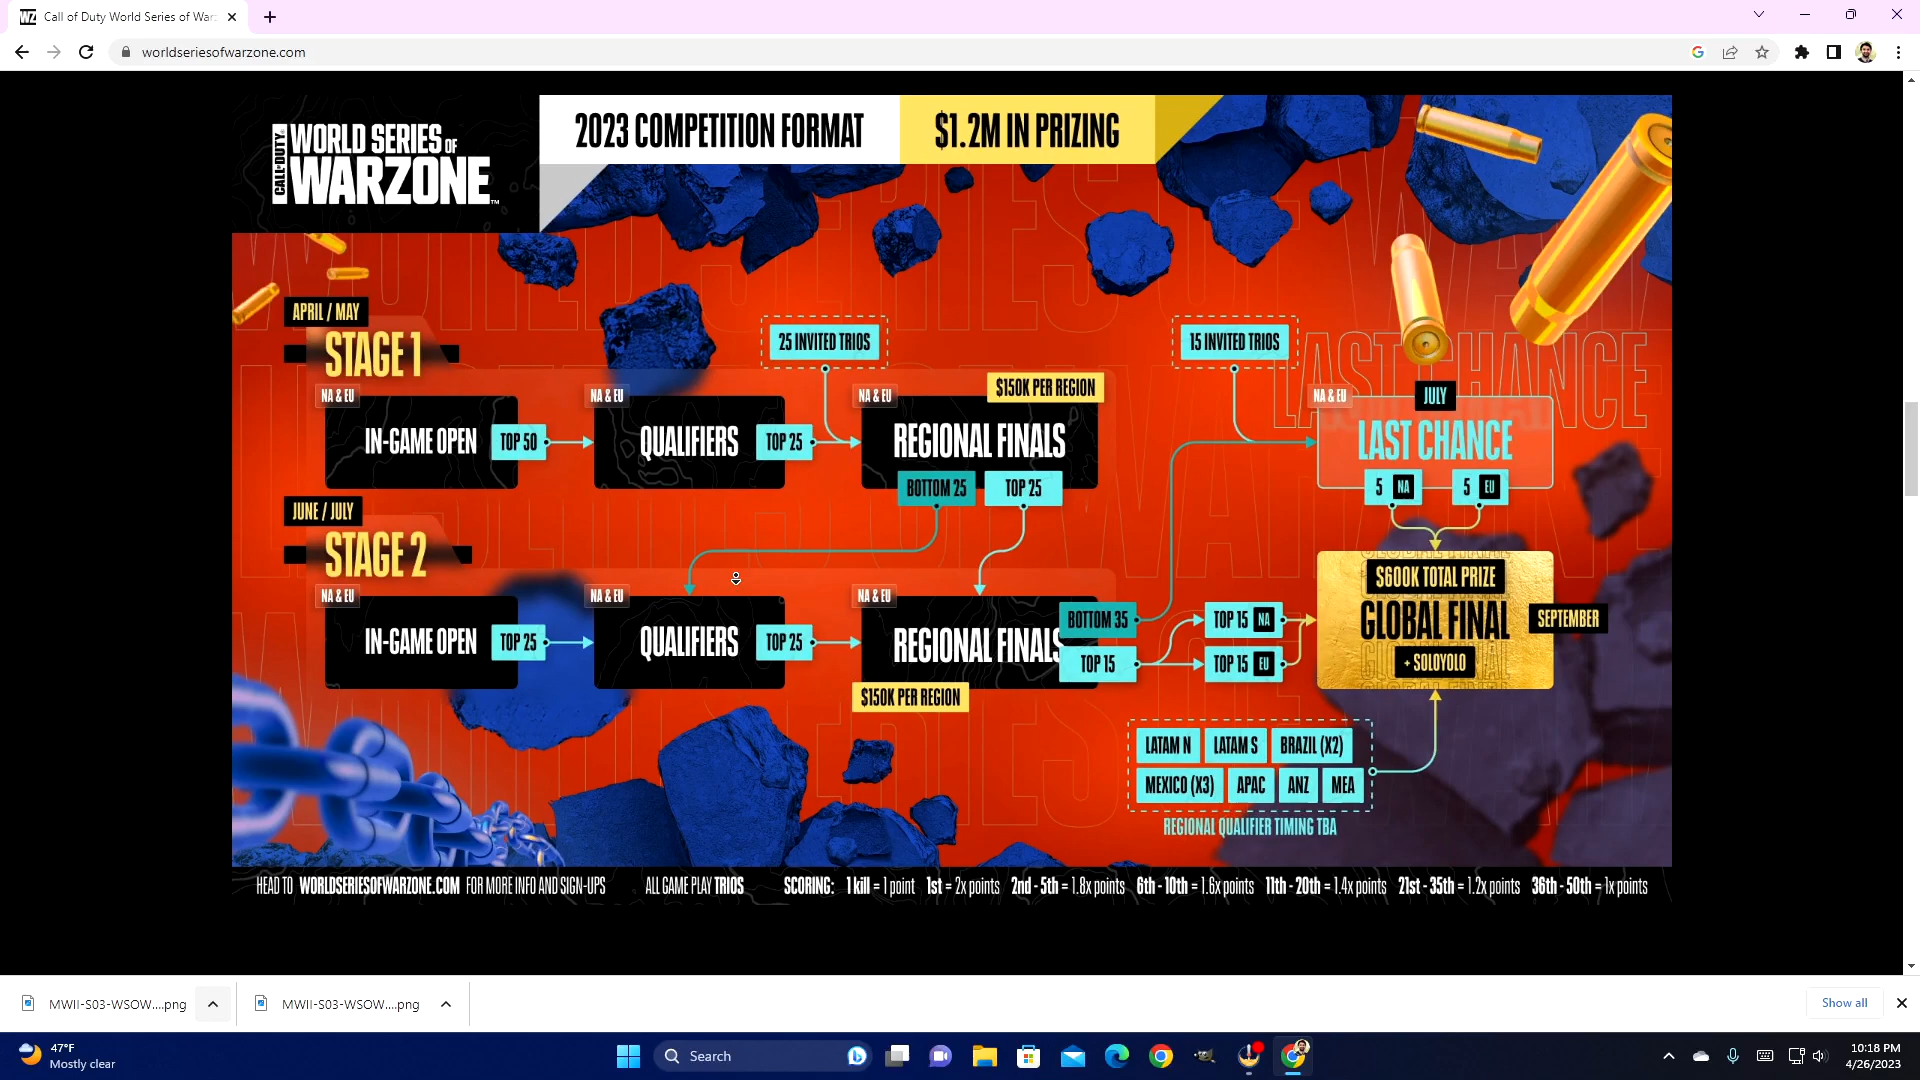 Call of Duty World Series of War
worldseriesofwarzone.com
CALL OF DUTY
WORLD SERIES OF
WARZONE™
2023 COMPETITION FORMAT
$1.2M IN PRIZING
APRIL / MAY
STAGE 1
25 INVITED TRIOS
15 INVITED TRIOS
LAST CHANCE
NA & EU
IN-GAME OPEN
TOP 50
NA & EU
QUALIFIERS
TOP 25
NA & EU
$150K PER REGION
REGIONAL FINALS
BOTTOM 25
TOP 25
NA & EU
JULY
LAST CHANCE
5 NA
5 EU
JUNE / JULY
STAGE 2
NA & EU
IN-GAME OPEN
TOP 25
NA & EU
QUALIFIERS
TOP 25
NA & EU
REGIONAL FINALS
$150K PER REGION
BOTTOM 35
TOP 15
TOP 15 NA
TOP 15 EU
$600K TOTAL PRIZE
GLOBAL FINAL
+ SOLOYOLO
SEPTEMBER
LATAM N
LATAM S
BRAZIL (X2)
MEXICO (X3)
APAC
ANZ
MEA
REGIONAL QUALIFIER TIMING TBA
HEAD TO WORLDSERIESOFWARZONE.COM FOR MORE INFO AND SIGN-UPS
ALL GAME PLAY TRIOS
SCORING: 1 kill = 1 point 1st = 2x points 2nd - 5th = 1.8x points 6th - 10th = 1.6x points 11th - 20th = 1.4x points 21st - 35th = 1.2x points 36th - 50th = 1x points
MWII-S03-WSOW....png
MWII-S03-WSOW....png
Show all
47°F
Mostly clear
Search
10:18 PM
4/26/2023